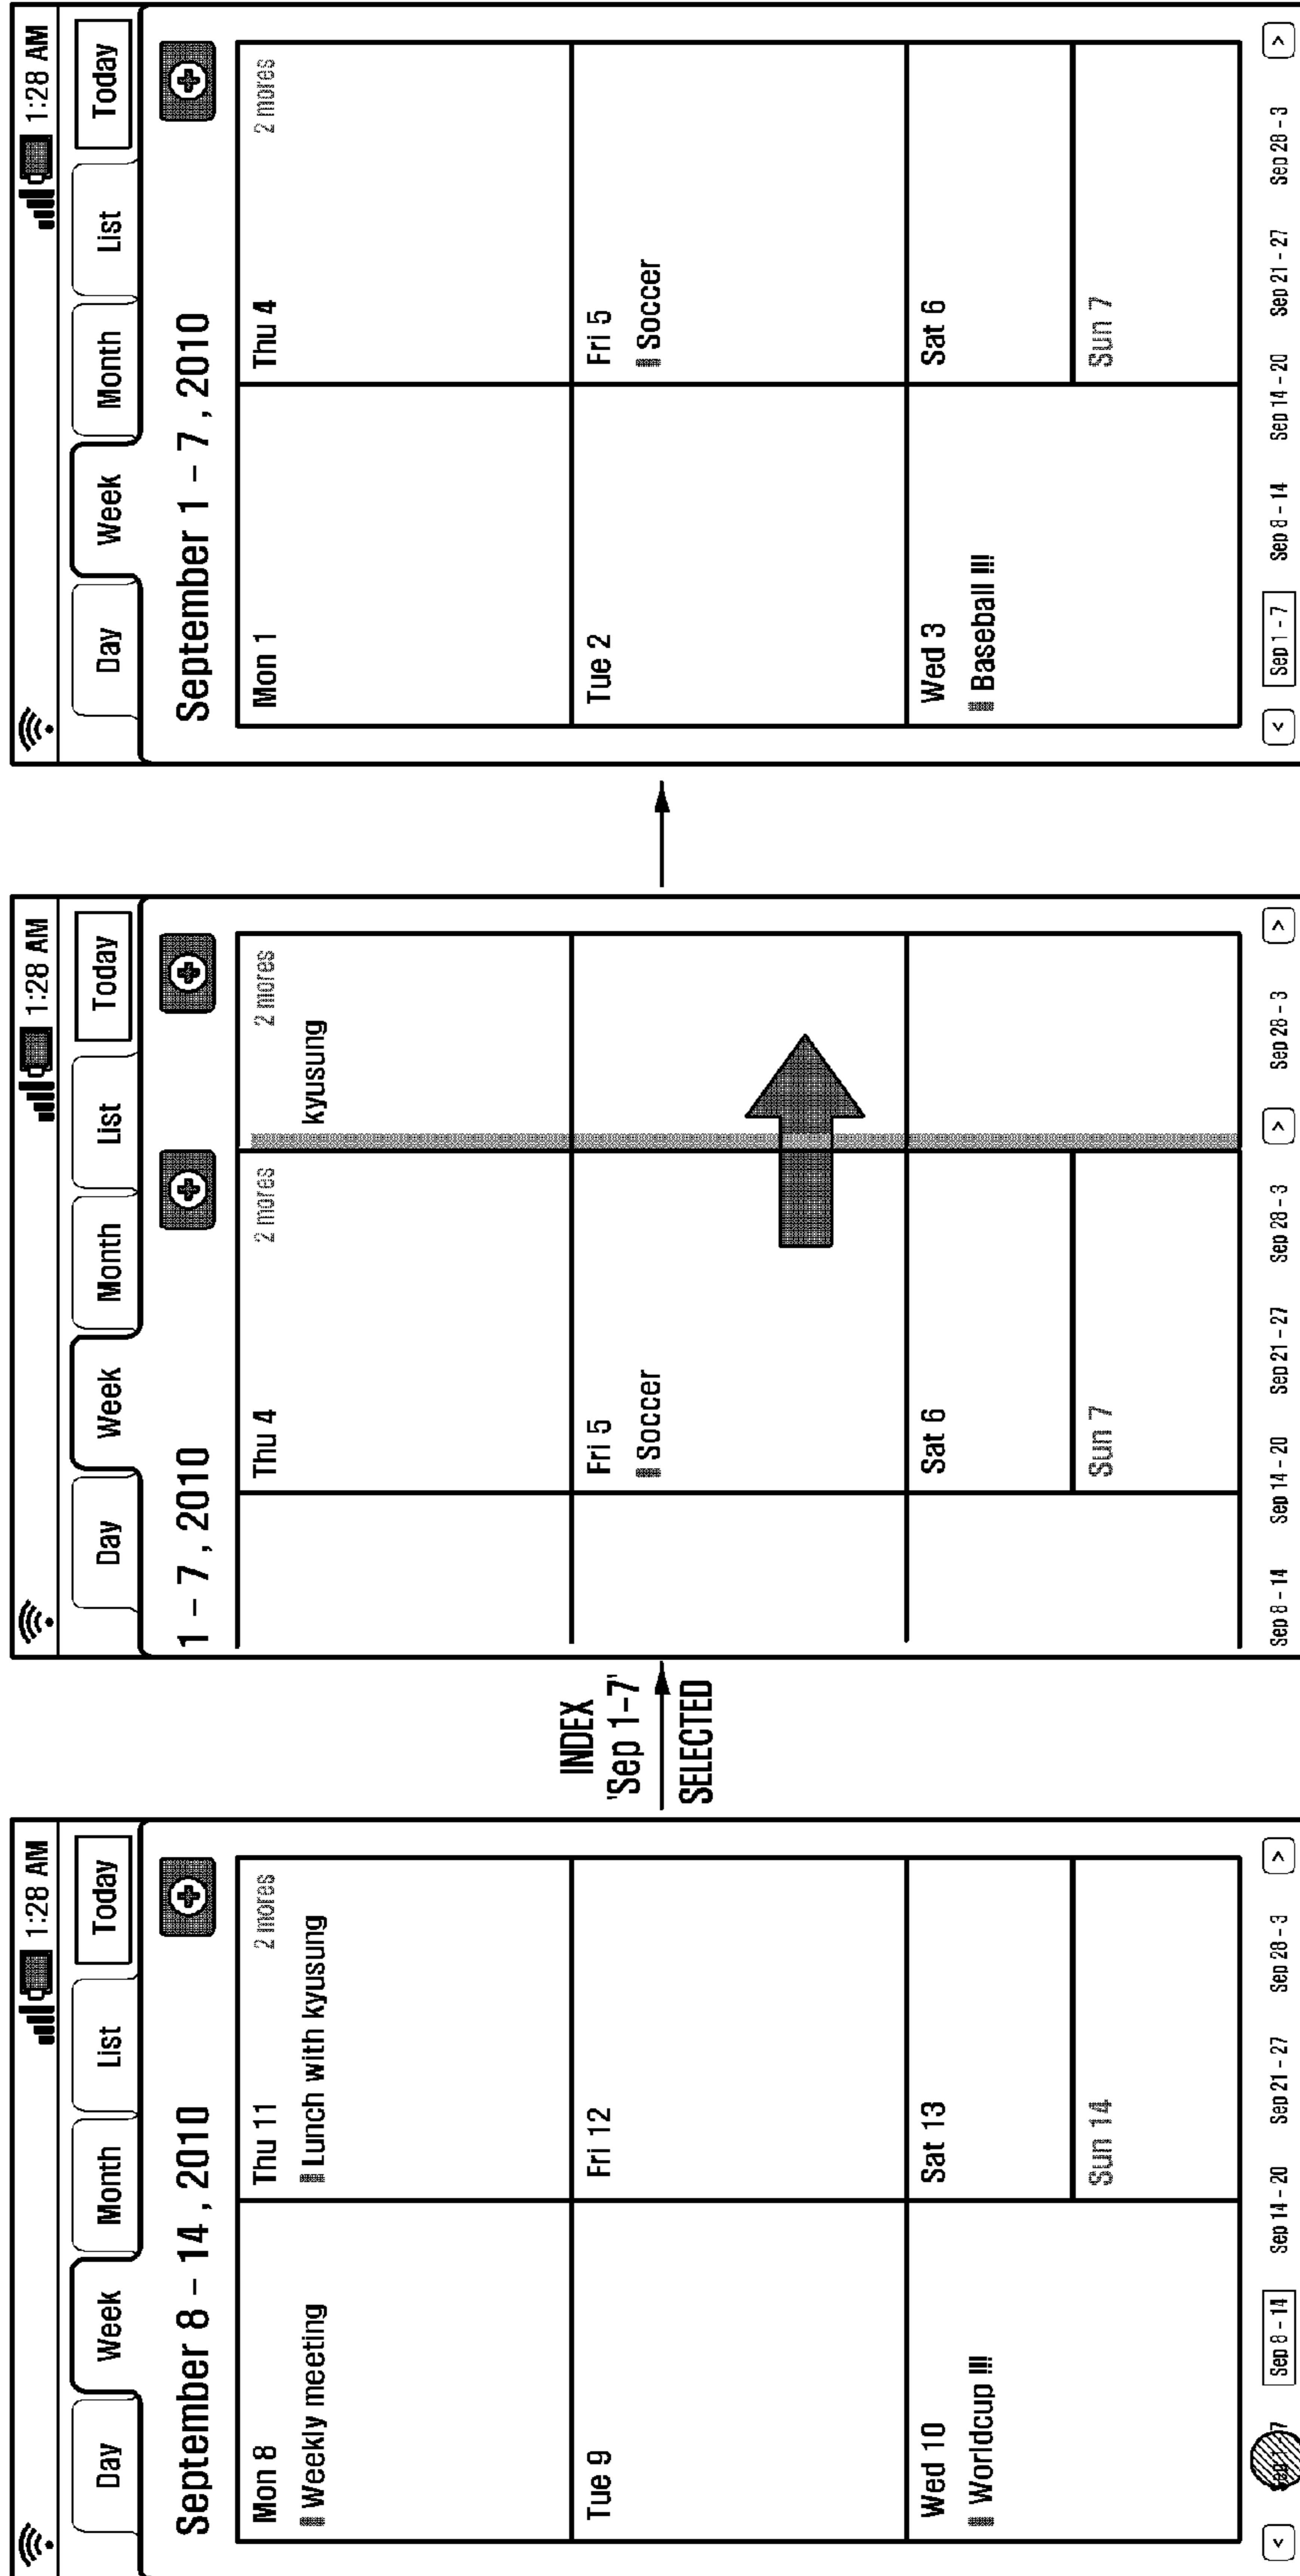 1:28 AM
Day Week Month List Today
September 8 – 14 , 2010
Mon 8
Weekly meeting
Thu 11 2 mores
Lunch with kyusung
Tue 9
Fri 12
Wed 10
Worldcup !!!
Sat 13
Sun 14
< Sep 8 – 14 Sep 14 – 20 Sep 21 – 27 Sep 28 – 3 >
INDEX
'Sep 1–7'
SELECTED
1:28 AM
Day Week Month List Today
1 – 7 , 2010
Thu 4 2 mores
2 mores
kyusung
Fri 5
Soccer
Sat 6
Sun 7
Sep 8 – 14 Sep 14 – 20 Sep 21 – 27 Sep 28 – 3 > Sep 28 – 3 >
1:28 AM
Day Week Month List Today
September 1 – 7 , 2010
Mon 1
Thu 4 2 mores
Tue 2
Fri 5
Soccer
Wed 3
Baseball !!!
Sat 6
Sun 7
< Sep 1 – 7 Sep 8 – 14 Sep 14 – 20 Sep 21 – 27 Sep 28 – 3 >